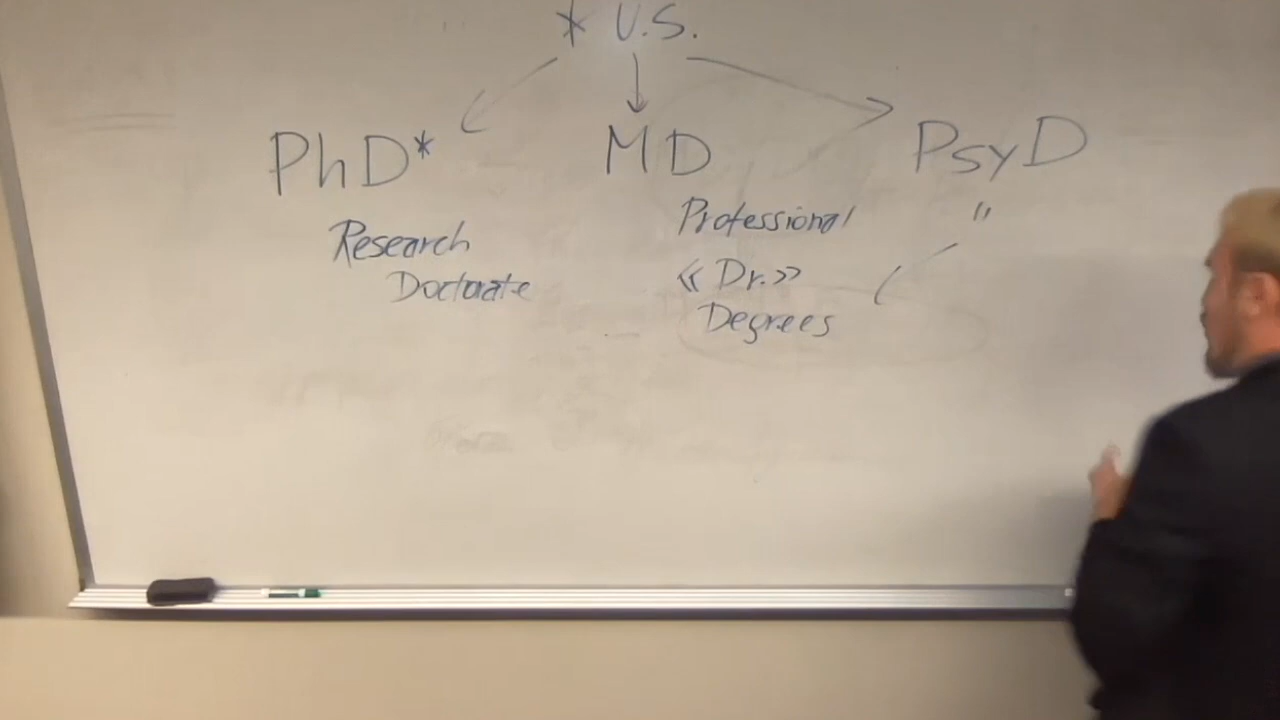 * U.S.
PhD* MD PsyD
Research
Doctorate
Professional "
« Dr.»
Degrees